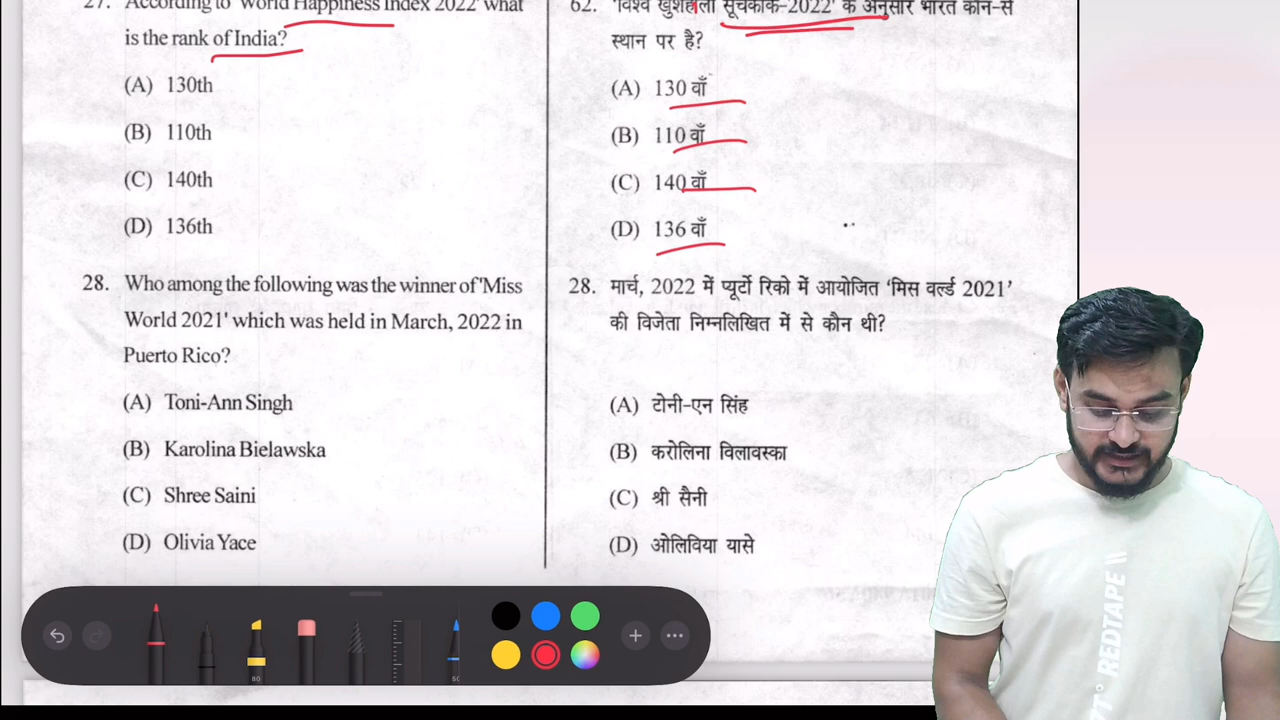 27. According to 'World Happiness Index 2022' what
is the rank of India?
(A) 130th
(B) 110th
(C) 140th
(D) 136th
28. Who among the following was the winner of 'Miss
World 2021' which was held in March, 2022 in
Puerto Rico?
(A) Toni-Ann Singh
(B) Karolina Bielawska
(C) Shree Saini
(D) Olivia Yace
62. 'विश्व खुशहाली सूचकांक-2022' के अनुसार भारत कौन-से
स्थान पर है?
(A) 130 वाँ
(B) 110 वाँ
(C) 140 वाँ
(D) 136 वाँ
28. मार्च, 2022 में प्यूर्टो रिको में आयोजित 'मिस वर्ल्ड 2021'
की विजेता निम्नलिखित में से कौन थी?
(A) टोनी-एन सिंह
(B) करोलिना विलावस्का
(C) श्री सैनी
(D) ओलिविया यासे
80
50
REDTAPE